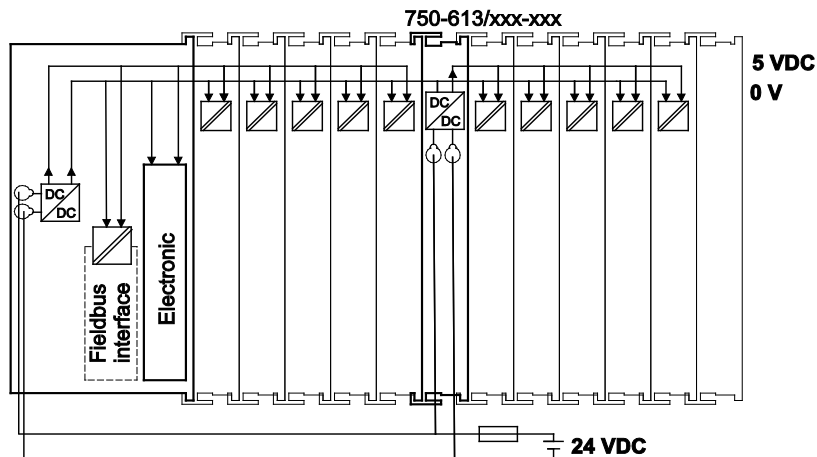 750-613/xxx-xxx
5 VDC
0 V
DC
DC
DC
DC
Fieldbus
interface
Electronic
24 VDC